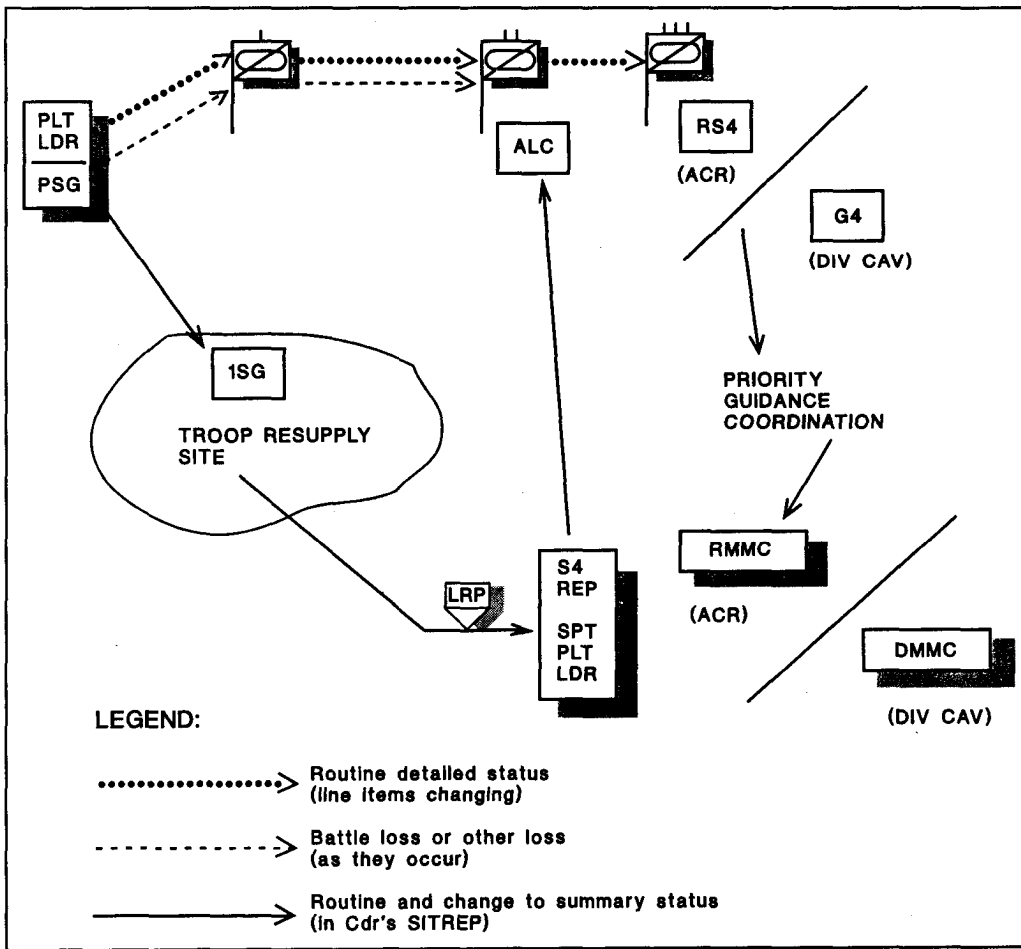 PLT
LDR
PSG
ALC
RS4
(ACR)
G4
(DIV CAV)
1SG
TROOP RESUPPLY
SITE
PRIORITY
GUIDANCE
COORDINATION
LRP
S4
REP
SPT
PLT
LDR
RMMC
(ACR)
DMMC
(DIV CAV)
LEGEND:
Routine detailed status
(line items changing)
Battle loss or other loss
(as they occur)
Routine and change to summary status
(in Cdr's SITREP)